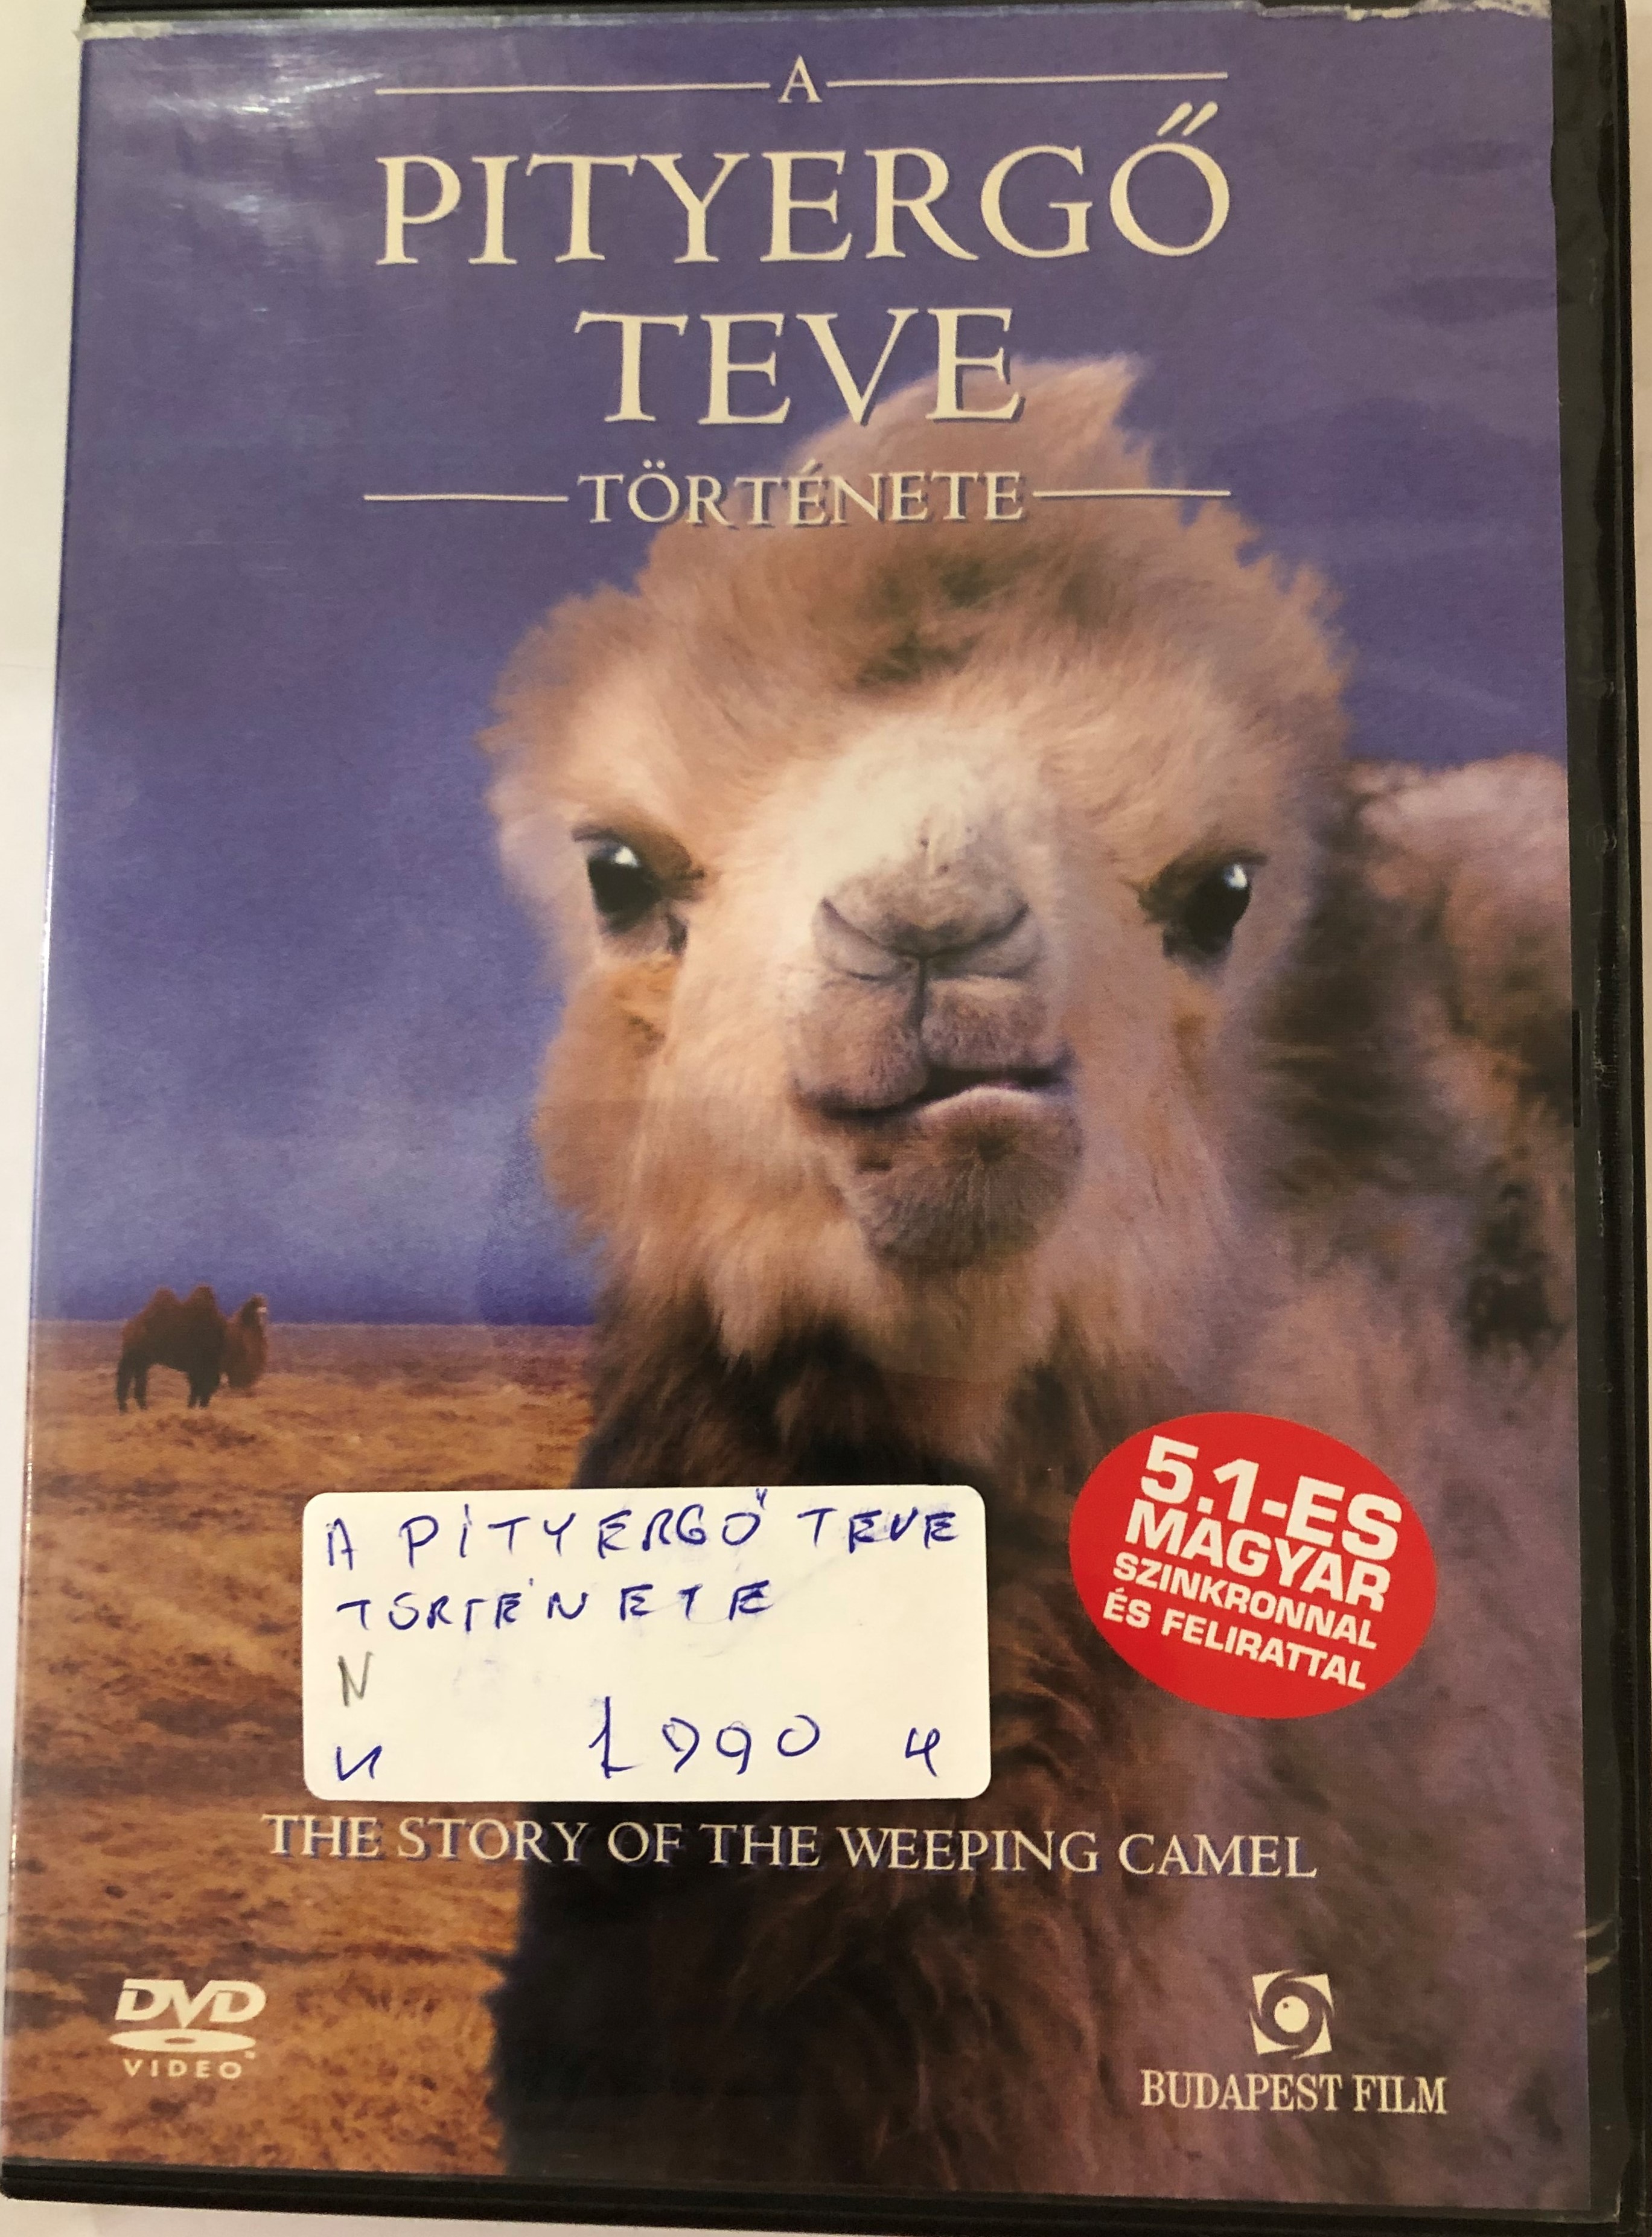 A
PITYERGŐ
TEVE
TÖRTÉNETE
5.1-ES
MAGYAR
SZINKRONNAL
ÉS FELIRATTAL
A PITYERGŐ TEVE
TÖRTÉNETE
N
N 1990 4
THE STORY OF THE WEEPING CAMEL
DVD
VIDEO
BUDAPEST FILM